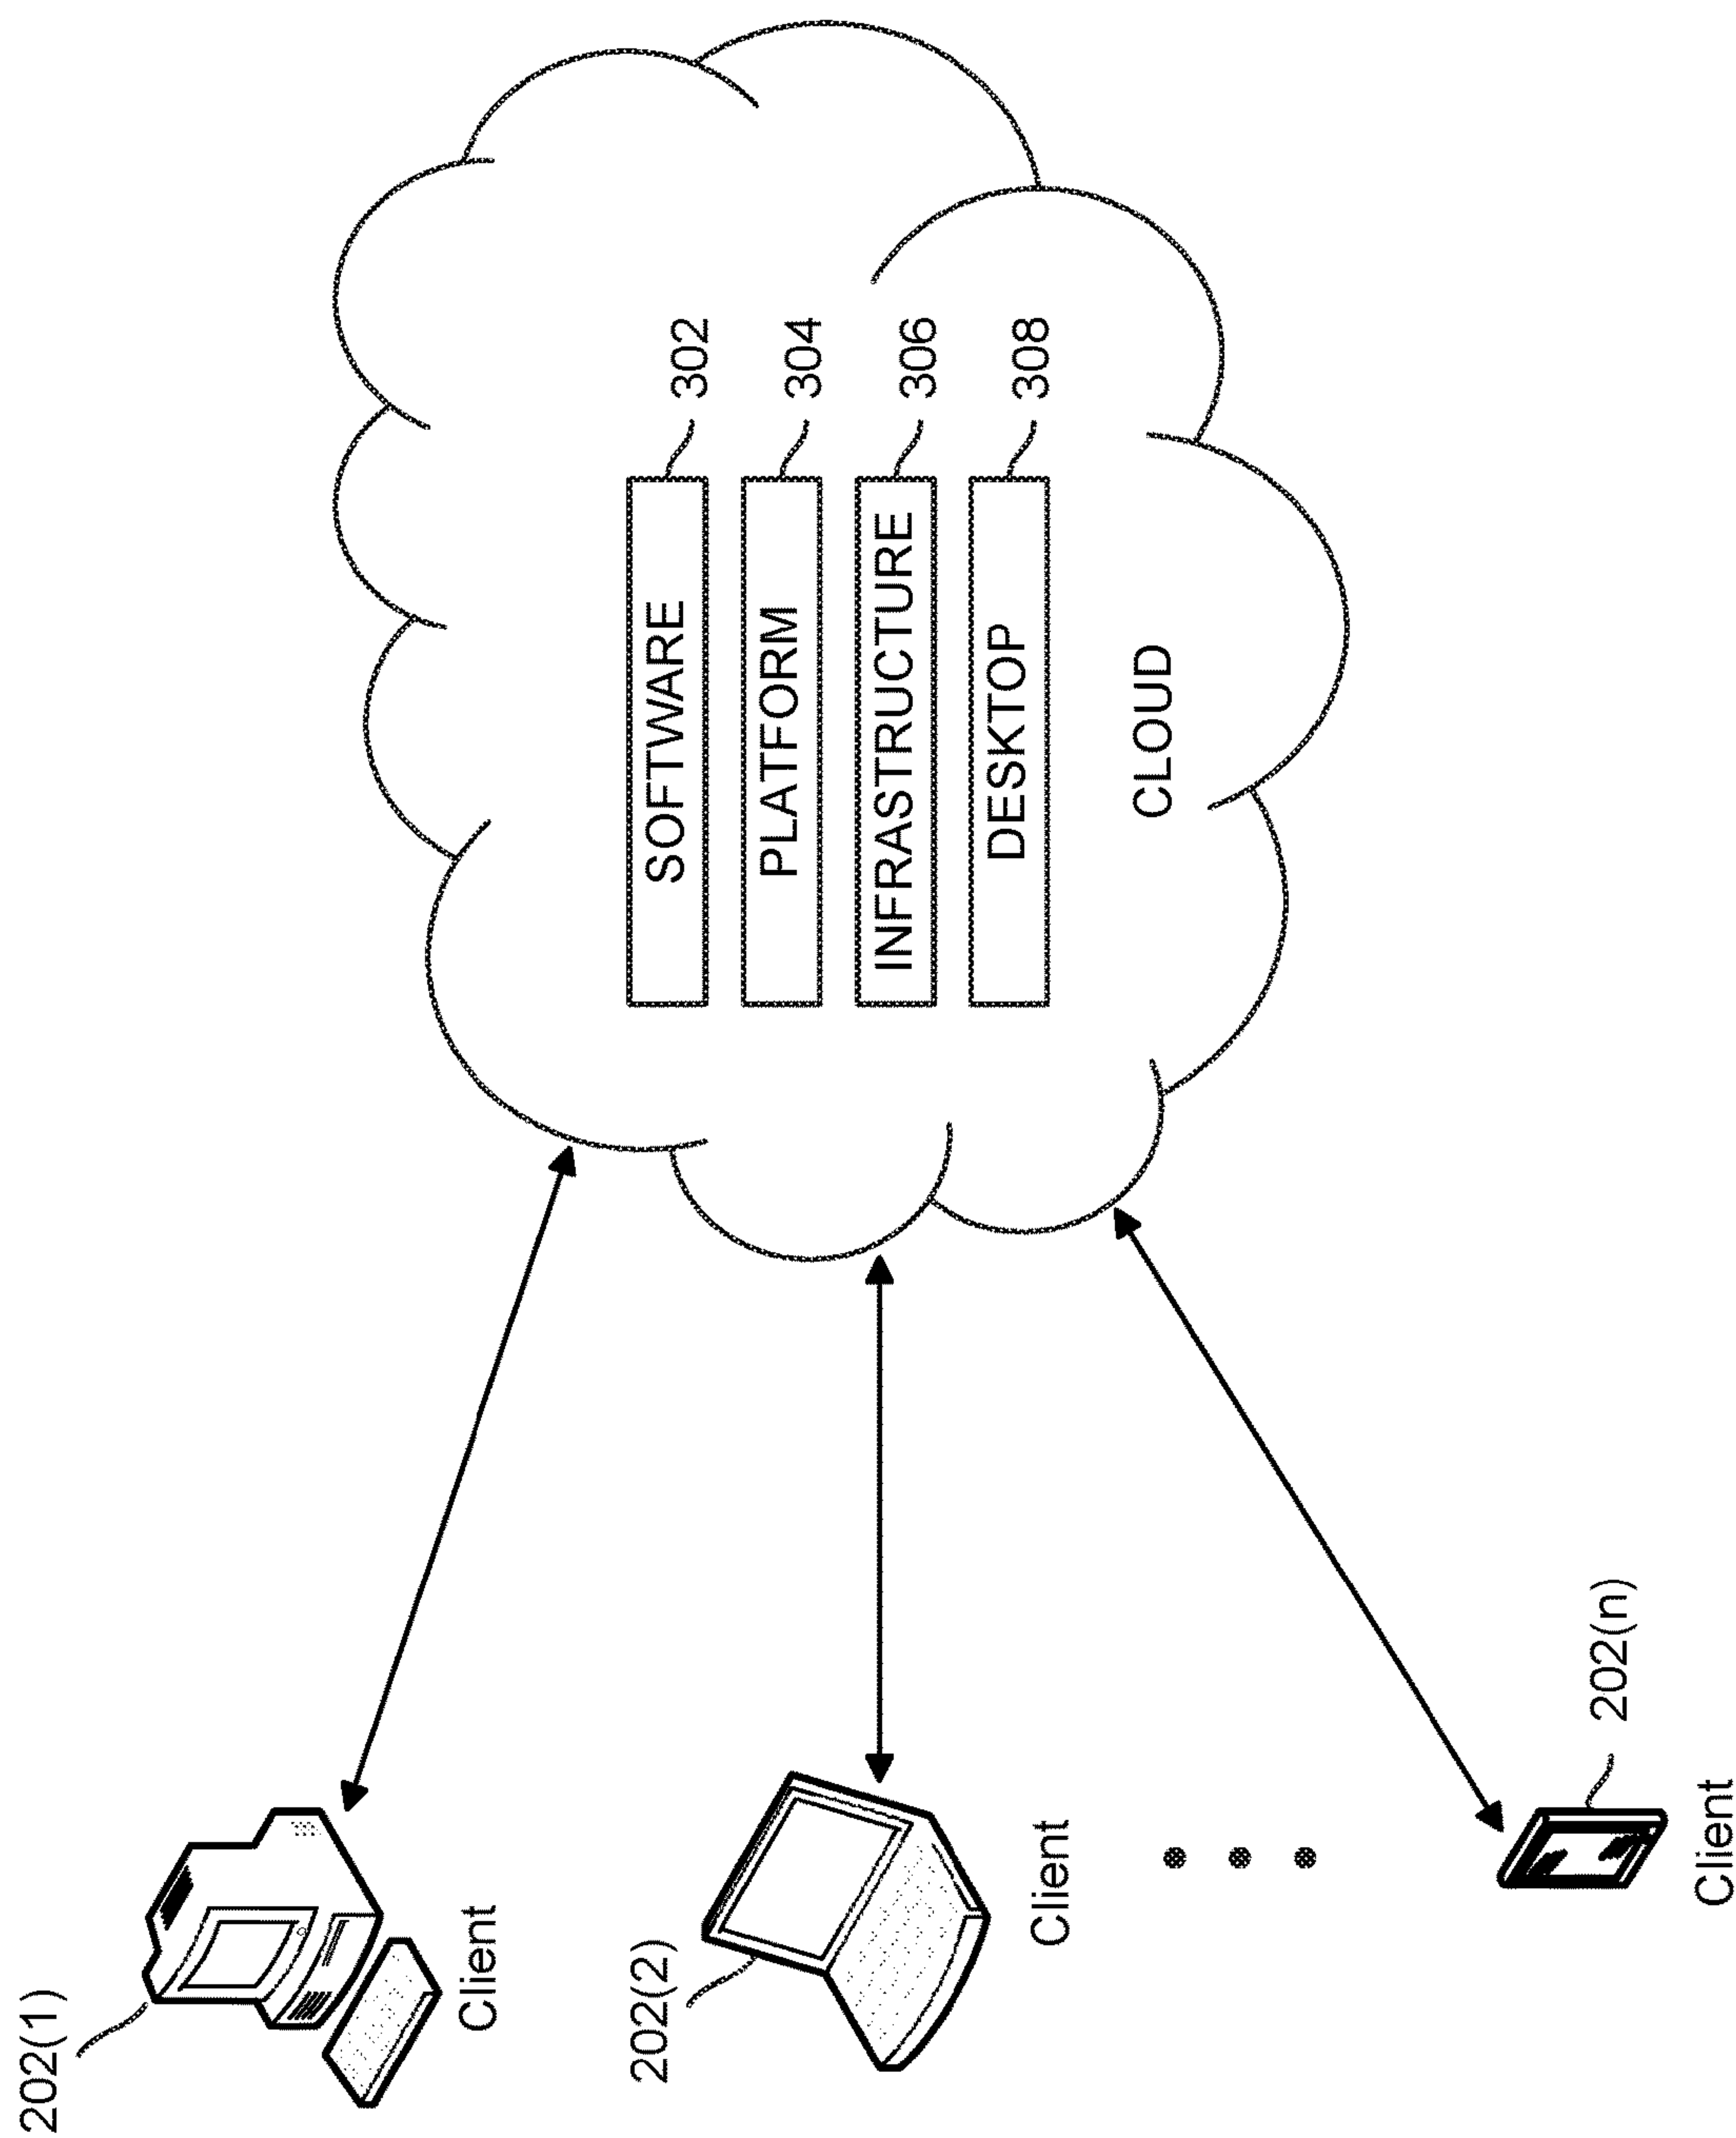 202(1)
Client
202(2)
Client
202(n)
Client
SOFTWARE
302
PLATFORM
304
INFRASTRUCTURE
306
DESKTOP
308
CLOUD